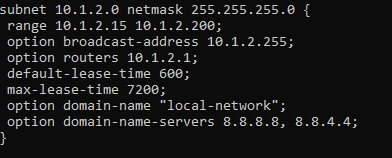 subnet 10.1.2.0 netmask 255.255.255.0 {
range 10.1.2.15 10.1.2.200;
option broadcast-address 10.1.2.255;
option routers 10.1.2.1;
default-lease-time 600;
max-lease-time 7200;
option domain-name "local-network";
option domain-name-servers 8.8.8.8, 8.8.4.4;
}